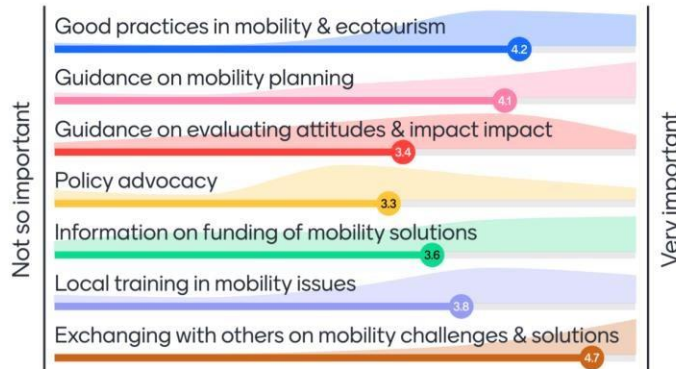 Good practices in mobility & ecotourism
4.2
Guidance on mobility planning
4.1
Guidance on evaluating attitudes & impact impact
3.4
Policy advocacy
3.3
Information on funding of mobility solutions
3.6
Local training in mobility issues
3.8
Exchanging with others on mobility challenges & solutions
4.7
Not so important
Very important